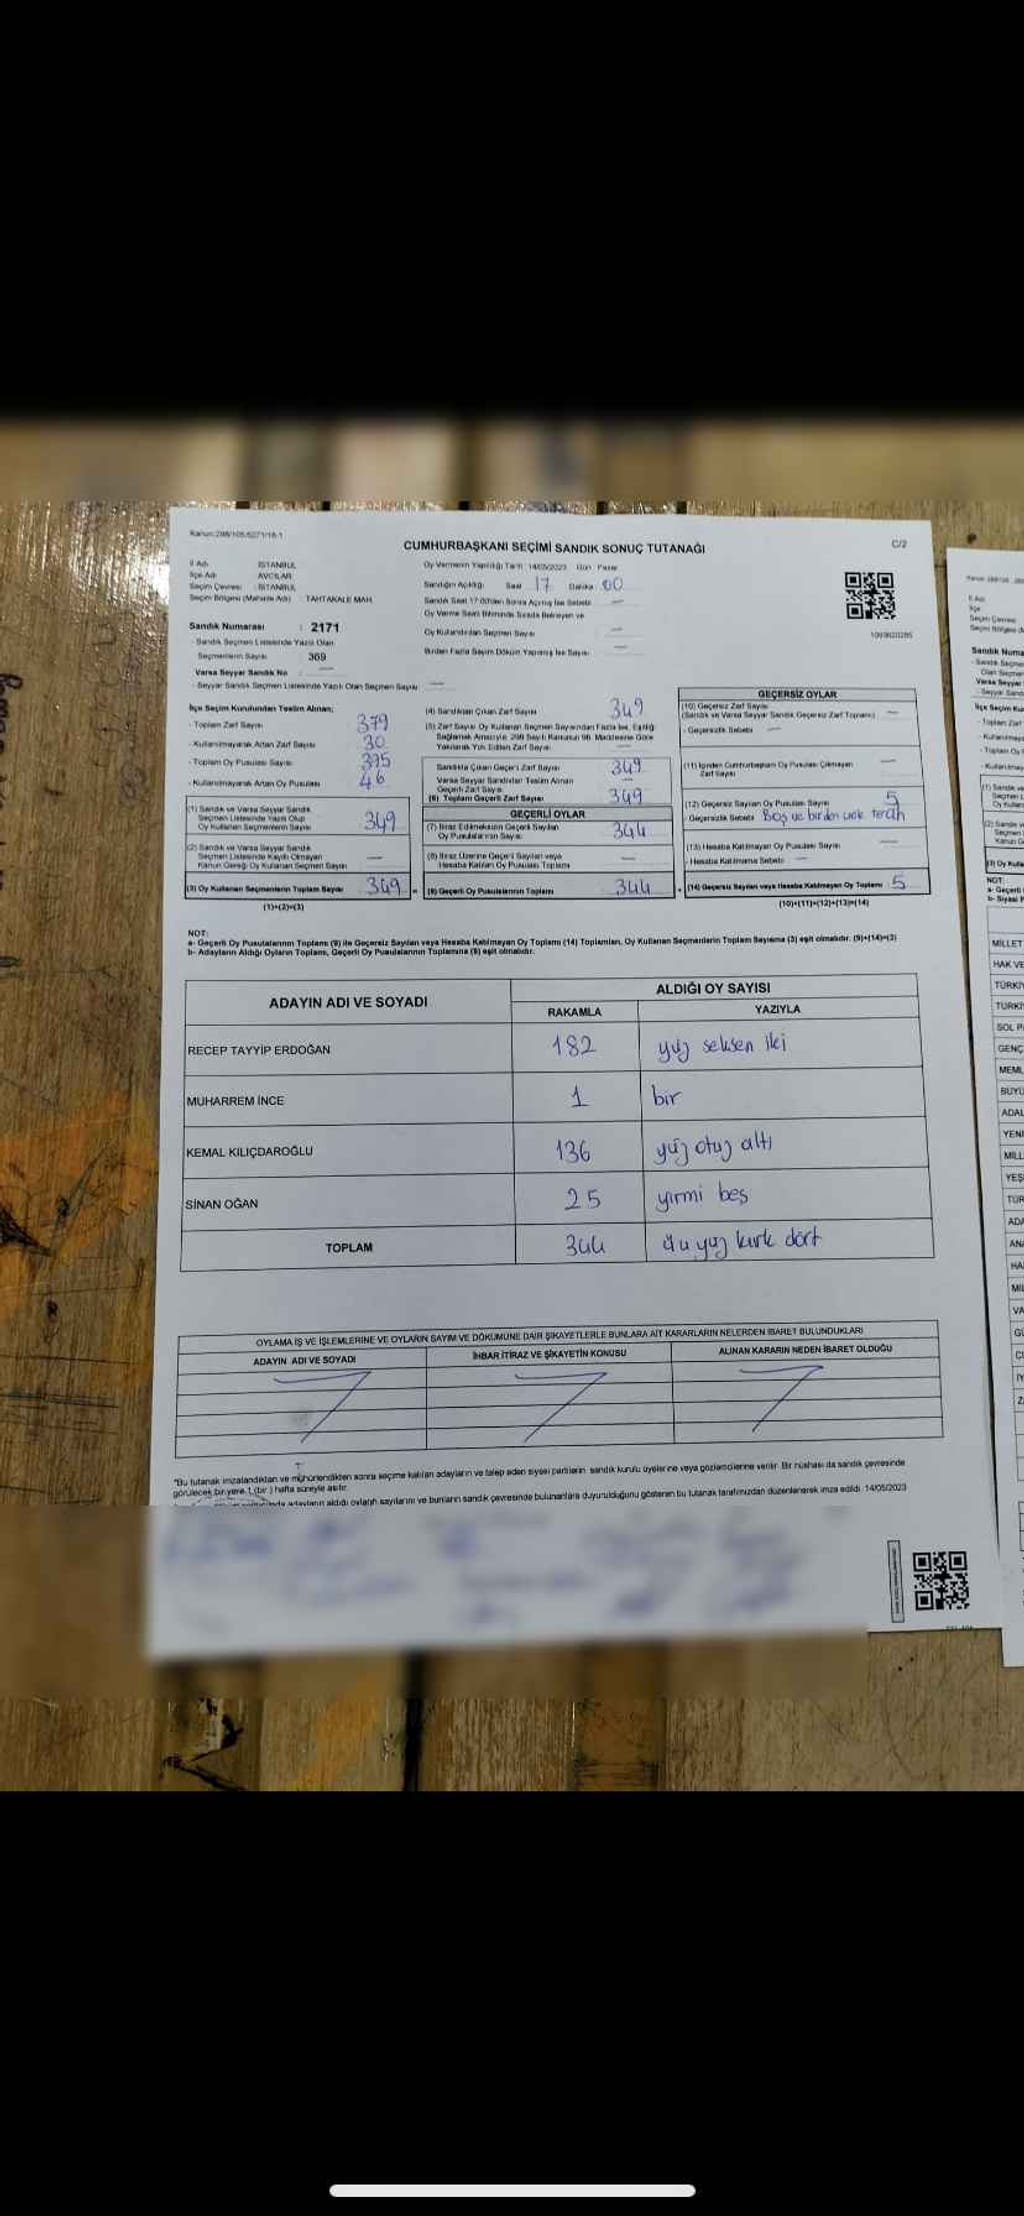 Kanun:298/105,6271/18-1
CUMHURBAŞKANI SEÇİMİ SANDIK SONUÇ TUTANAĞI
C/2
İl Adı : İSTANBUL
İlçe Adı : AVCILAR
Seçim Çevresi : İSTANBUL
Seçim Bölgesi (Mahalle Adı) : TAHTAKALE MAH.
Sandık Numarası : 2171
- Sandık Seçmen Listesinde Yazılı Olan
Seçmenlerin Sayısı : 369
Varsa Seyyar Sandık No :
- Seyyar Sandık Seçmen Listesinde Yazılı Olan Seçmen Sayısı
Oy Vermenin Yapıldığı Tarih : 14/05/2023 Gün : Pazar
Sandığın Açıldığı Saat 17 Dakika 00
Sandık Saat 17.00'den Sonra Açılmış İse Sebebi
Oy Verme Saati Bitiminde Sırada Bekleyen ve
Oy Kullandırılan Seçmen Sayısı
Birden Fazla Sayım Döküm Yapılmış İse Sayısı
İlçe Seçim Kurulundan Teslim Alınan;
- Toplam Zarf Sayısı 379
- Kullanılmayarak Artan Zarf Sayısı 30
- Toplam Oy Pusulası Sayısı 395
- Kullanılmayarak Artan Oy Pusulası 46
(1) Sandık ve Varsa Seyyar Sandık
Seçmen Listesinde Yazılı Olup
Oy Kullanan Seçmenlerin Sayısı 349
(2) Sandık ve Varsa Seyyar Sandık
Seçmen Listesinde Kayıtlı Olmayan
Kanun Gereği Oy Kullanan Seçmen Sayısı
(3) Oy Kullanan Seçmenlerin Toplam Sayısı 349
(1)+(2)=(3)
(4) Sandıktan Çıkan Zarf Sayısı 349
(5) Zarf Sayısı Oy Kullanan Seçmen Sayısından Fazla İse, Eşitliği
Sağlamak Amacıyla 298 Sayılı Kanunun 98. Maddesine Göre
Yakılarak Yok Edilen Zarf Sayısı
Sandıkta Çıkan Geçerli Zarf Sayısı 349
Varsa Seyyar Sandıktan Teslim Alınan
Geçerli Zarf Sayısı
(6) Toplam Geçerli Zarf Sayısı 349
GEÇERLİ OYLAR
(7) İtiraz Edilmeksizin Geçerli Sayılan
Oy Pusulalarının Sayısı 344
(8) İtiraz Üzerine Geçerli Sayılan veya
Hesaba Katılan Oy Pusulası Toplamı
(9) Geçerli Oy Pusulalarının Toplamı 344
GEÇERSİZ OYLAR
(10) Geçersiz Zarf Sayısı
(Sandık ve Varsa Seyyar Sandık Geçersiz Zarf Toplamı)
- Geçersizlik Sebebi
(11) İçinden Cumhurbaşkanı Oy Pusulası Çıkmayan
Zarf Sayısı
(12) Geçersiz Sayılan Oy Pusulası Sayısı 5
- Geçersizlik Sebebi Boş ve birden çok tercih
(13) Hesaba Katılmayan Oy Pusulası Sayısı
- Hesaba Katılmama Sebebi
(14) Geçersiz Sayılan veya Hesaba Katılmayan Oy Toplamı 5
(10)+(11)+(12)+(13)=(14)
NOT:
a- Geçerli Oy Pusulalarının Toplamı (9) ile Geçersiz Sayılan veya Hesaba Katılmayan Oy Toplamı (14) Toplamları, Oy Kullanan Seçmenlerin Toplam Sayısına (3) eşit olmalıdır. (9)+(14)=(3)
b- Adayların Aldığı Oyların Toplamı, Geçerli Oy Pusulalarının Toplamına (9) eşit olmalıdır.
ADAYIN ADI VE SOYADI
ALDIĞI OY SAYISI
RAKAMLA YAZIYLA
RECEP TAYYİP ERDOĞAN 182 yüz seksen iki
MUHARREM İNCE 1 bir
KEMAL KILIÇDAROĞLU 136 yüz otuz altı
SİNAN OĞAN 25 yirmi beş
TOPLAM 344 üç yüz kırk dört
OYLAMA İŞ VE İŞLEMLERİNE VE OYLARIN SAYIM VE DÖKÜMÜNE DAİR ŞİKAYETLERLE BUNLARA AİT KARARLARIN NELERDEN İBARET BULUNDUKLARI
ADAYIN ADI VE SOYADI İHBAR İTİRAZ VE ŞİKAYETİN KONUSU ALINAN KARARIN NEDEN İBARET OLDUĞU
*Bu tutanak imzalandıktan ve mühürlendikten sonra seçime katılan adayların ve talep eden siyasi partilerin sandık kurulu üyelerine veya gözlemcilerine verilir. Bir nüshası da sandık çevresinde
görülecek bir yere 1 (bir) hafta süreyle asılır.
adayların aldığı oyların sayılarını ve bunların sandık çevresinde bulunanlara duyurulduğunu gösteren bu tutanak tarafımızdan düzenlenerek imza edildi. 14/05/2023
Sandık Numa
NOT:
MİLLET
HAK VE
TÜRKİY
SOL P
GENÇ
MEML
BÜYÜ
ADAL
YENİ
MİLL
YEŞ